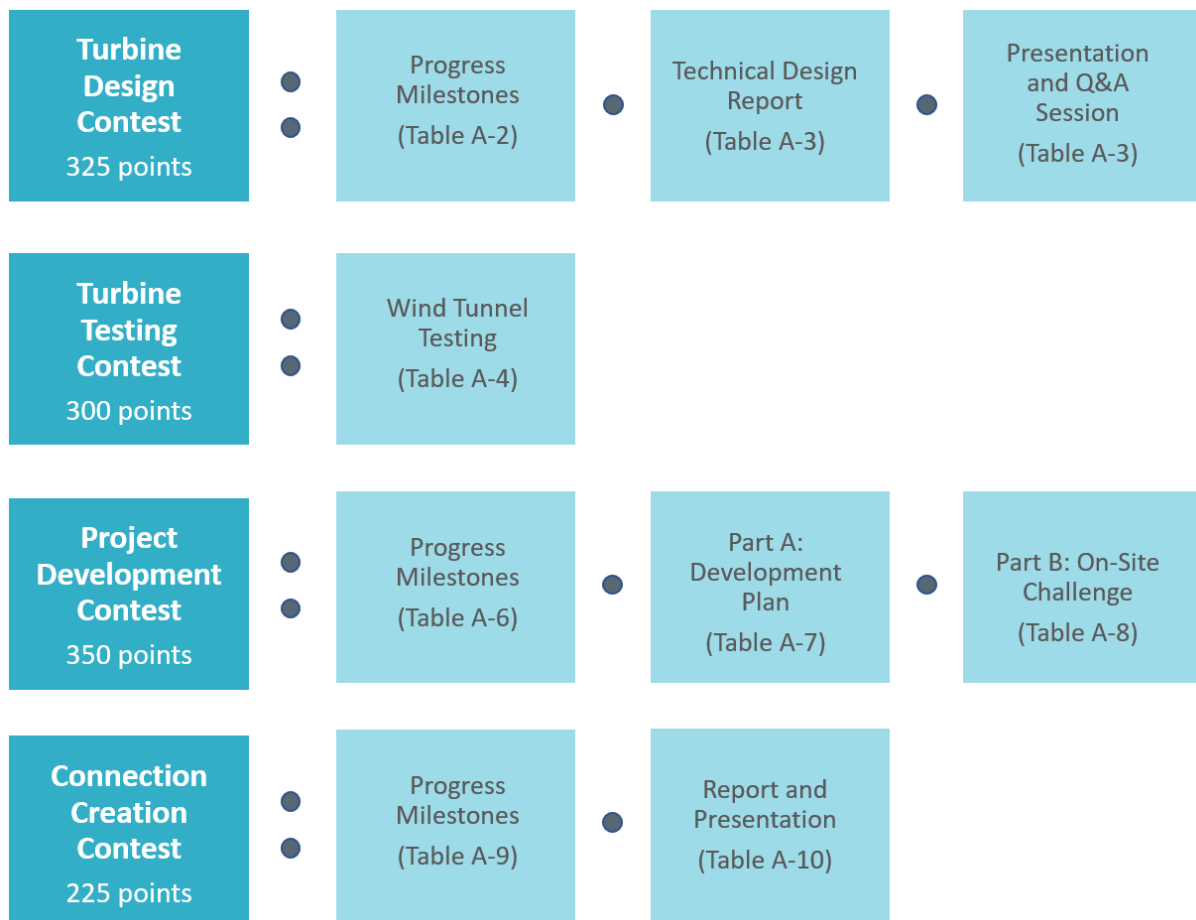 Turbine
Design
Contest
325 points
Progress
Milestones
(Table A-2)
Technical Design
Report
(Table A-3)
Presentation
and Q&A
Session
(Table A-3)
Turbine
Testing
Contest
300 points
Wind Tunnel
Testing
(Table A-4)
Project
Development
Contest
350 points
Progress
Milestones
(Table A-6)
Part A:
Development
Plan
(Table A-7)
Part B: On-Site
Challenge
(Table A-8)
Connection
Creation
Contest
225 points
Progress
Milestones
(Table A-9)
Report and
Presentation
(Table A-10)